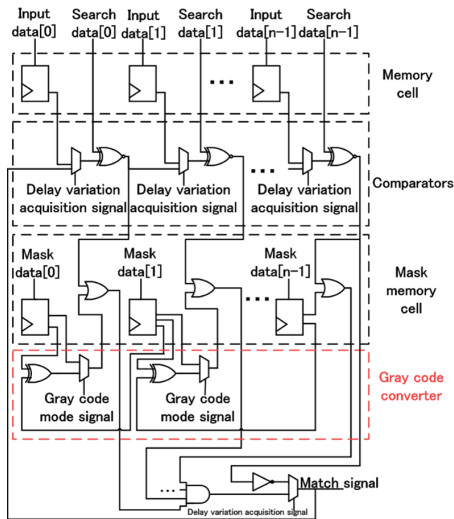 Input Search Input Search Input Search
data[0] data[0] data[1] data[1] data[n-1] data[n-1]
Memory
cell
Comparators
Delay variation Delay variation Delay variation
acquisition signal acquisition signal acquisition signal
Mask Mask Mask
data[0] data[1] data[n-1]
Mask
memory
cell
Gray code
converter
Gray code Gray code
mode signal mode signal
Match signal
Delay variation acquisition signal